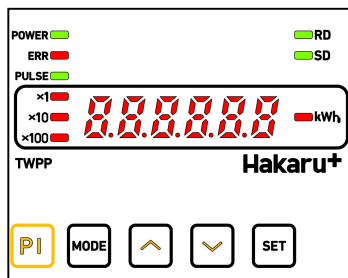 POWER RD
ERR SD
PULSE
×1
×10 8.8.8.8.8.8 kWh
×100
TWPP Hakaru+
PI MODE SET